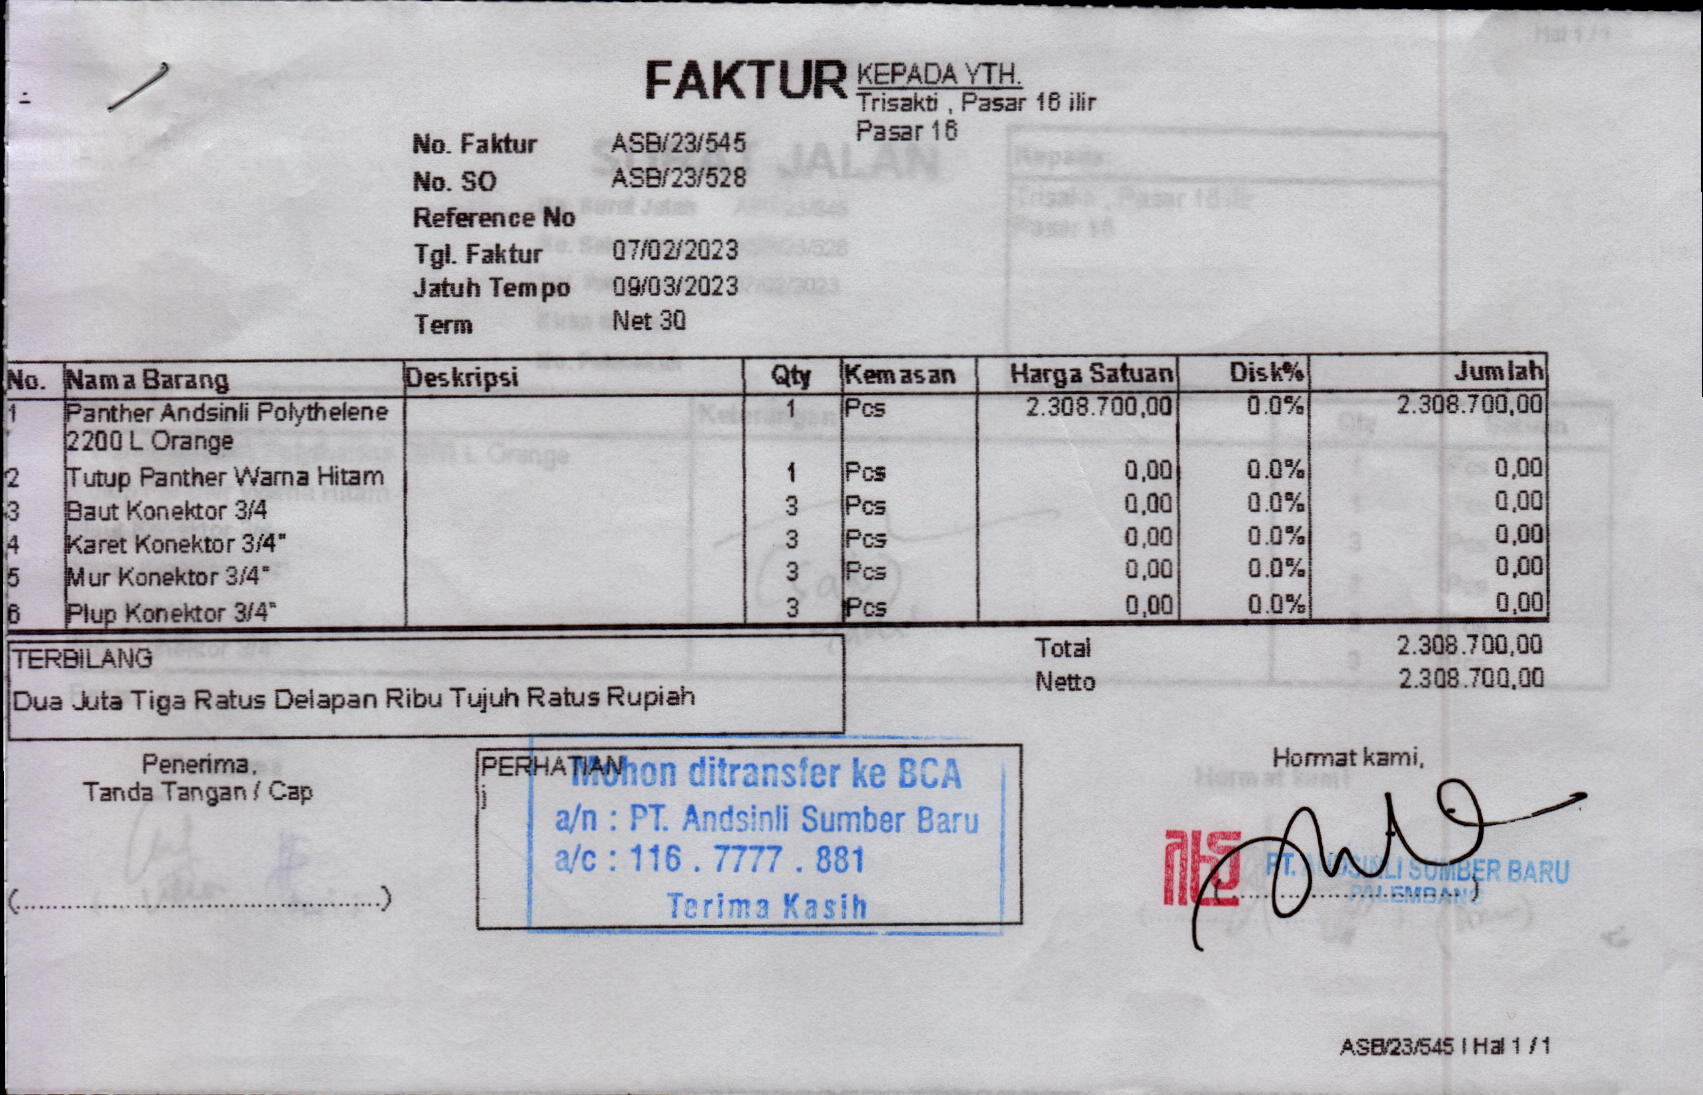 FAKTUR
KEPADA YTH.
Trisakti , Pasar 16 ilir
Pasar 16
No. Faktur ASB/23/545
No. SO ASB/23/528
Reference No
Tgl. Faktur 07/02/2023
Jatuh Tempo 09/03/2023
Term Net 30
No. Nama Barang Deskripsi Qty Kemasan Harga Satuan Disk% Jumlah
1 Panther Andsinli Polythelene 1 Pcs 2.308.700,00 0.0% 2.308.700,00
2200 L Orange
2 Tutup Panther Warna Hitam 1 Pcs 0,00 0.0% 0,00
3 Baut Konektor 3/4 3 Pcs 0,00 0.0% 0,00
4 Karet Konektor 3/4" 3 Pcs 0,00 0.0% 0,00
5 Mur Konektor 3/4" 3 Pcs 0,00 0.0% 0,00
6 Plup Konektor 3/4" 3 Pcs 0,00 0.0% 0,00
Total 2.308.700,00
Netto 2.308.700,00
TERBILANG
Dua Juta Tiga Ratus Delapan Ribu Tujuh Ratus Rupiah
Penerima,
Tanda Tangan / Cap
(........................................)
PERHATIAN
Mohon ditransfer ke BCA
a/n : PT. Andsinli Sumber Baru
a/c : 116 . 7777 . 881
Terima Kasih
Hormat kami,
PT. ANDSINLI SUMBER BARU
PALEMBANG
ASB/23/545 | Hal 1 / 1